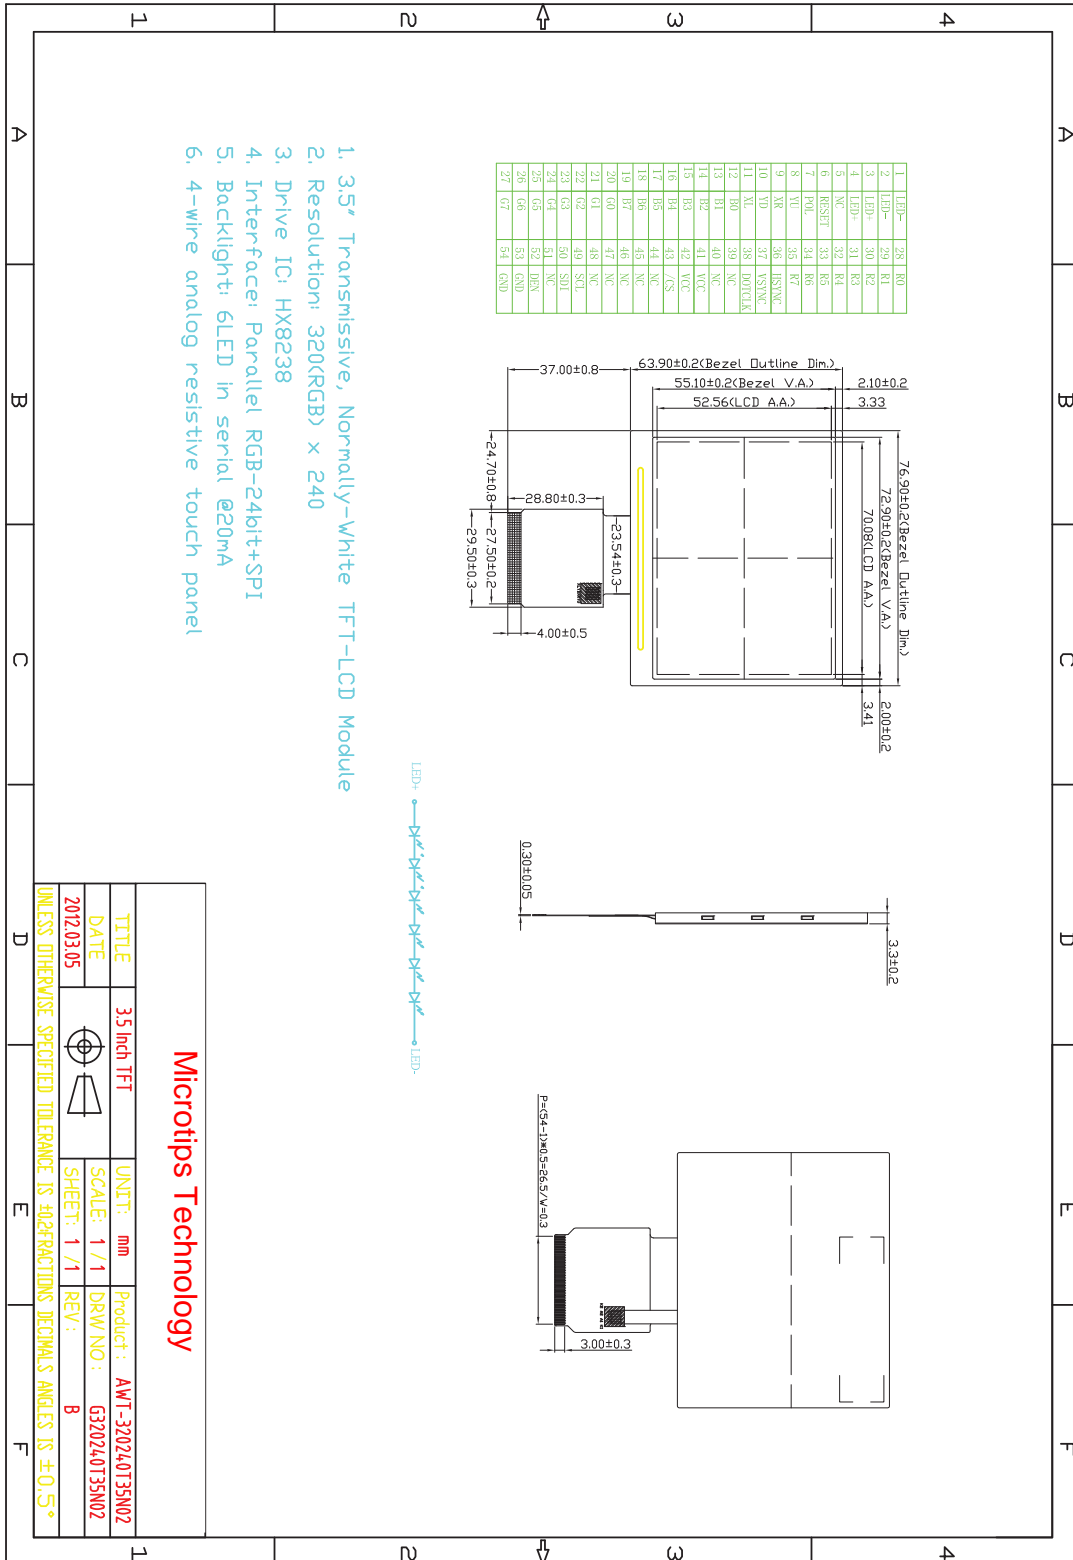 1 2 3 4
A B C D E F
1 LED- 28 R0
2 LED- 29 R1
3 LED+ 30 R2
4 LED+ 31 R3
5 NC 32 R4
6 RESET 33 R5
7 POL 34 R6
8 YU 35 R7
9 XR 36 HSYNC
10 YD 37 VSYNC
11 XL 38 DOTCLK
12 B0 39 NC
13 B1 40 NC
14 B2 41 VCC
15 B3 42 VCC
16 B4 43 /CS
17 B5 44 NC
18 B6 45 NC
19 B7 46 NC
20 G0 47 NC
21 G1 48 NC
22 G2 49 SCL
23 G3 50 SDI
24 G4 51 NC
25 G5 52 DEN
26 G6 53 GND
27 G7 54 GND
76.90±0.2(Bezel Outline Dim.)
72.90±0.2(Bezel V.A.)
2.00±0.2
70.08(LCD A.A.)
3.41
63.90±0.2(Bezel Outline Dim.)
55.10±0.2(Bezel V.A.)
2.10±0.2
52.56(LCD A.A.)
3.33
37.00±0.8
28.80±0.3
23.54±0.3
24.70±0.8
27.50±0.2
29.50±0.3
4.00±0.5
3.3±0.2
0.30±0.05
P=(54-1)*0.5=26.5/W=0.3
3.00±0.3
LED+
LED-
1. 3.5" Transmissive, Normally-White TFT-LCD Module
2. Resolution: 320(RGB) x 240
3. Drive IC: HX8238
4. Interface: Parallel RGB-24bit+SPI
5. Backlight: 6LED in serial @20mA
6. 4-wire analog resistive touch panel
Microtips Technology
TITLE 3.5 Inch TFT UNIT: mm Product: AWT-320240T35N02
DATE SCALE: 1 / 1 DRW NO: G320240T35N02
2012.03.05 SHEET: 1 / 1 REV: B
UNLESS OTHERWISE SPECIFIED TOLERANCE IS ±0.2 FRACTIONS DECIMALS ANGLES IS ±0.5°
A B C D E F
1 2 3 4